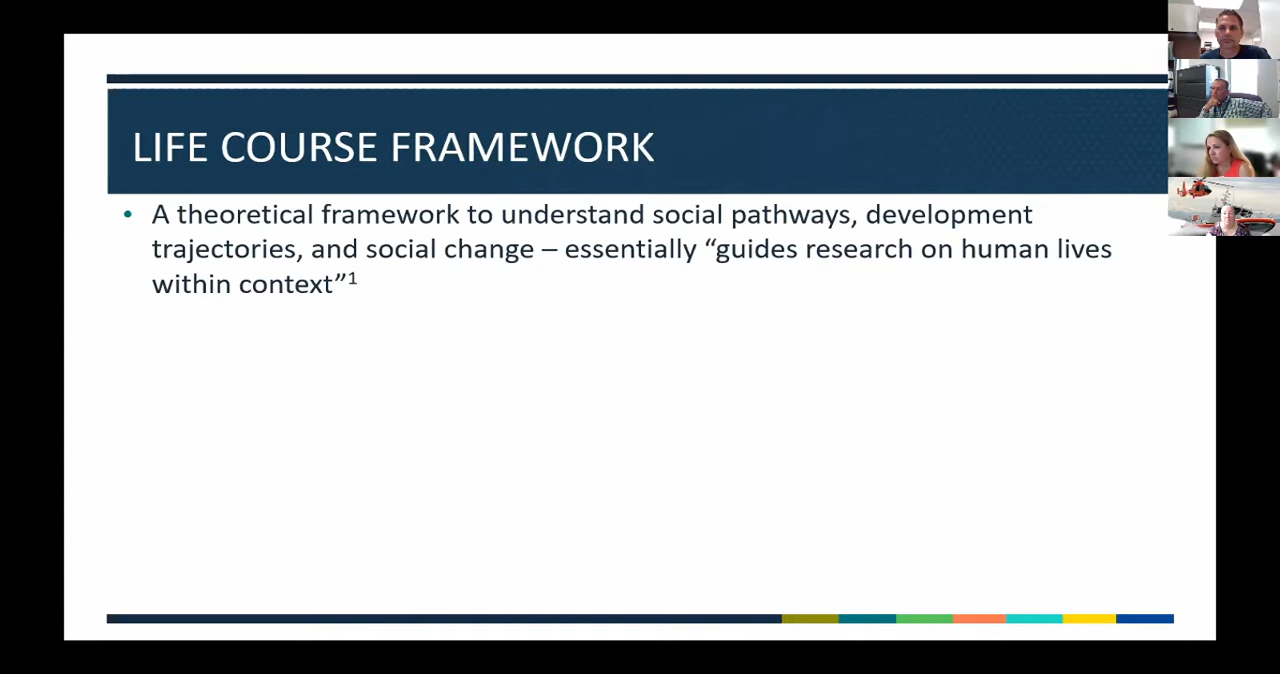 LIFE COURSE FRAMEWORK
• A theoretical framework to understand social pathways, development
trajectories, and social change – essentially “guides research on human lives
within context”¹